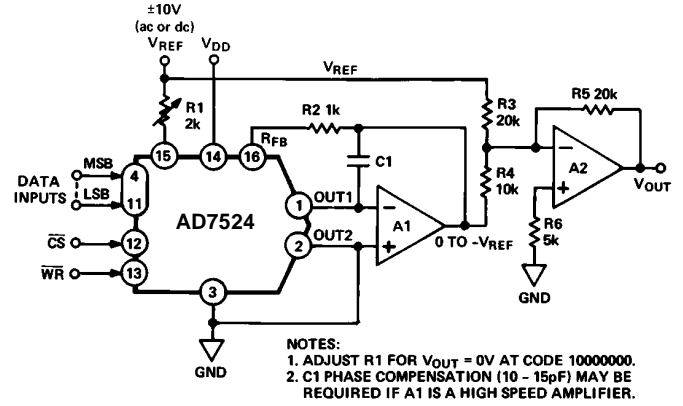 ±10V
(ac or dc)
VREF
VDD
VREF
R1
2k
R2 1k
RFB
R3
20k
R5 20k
15
14
16
C1
R4
10k
A2
VOUT
MSB
4
DATA
INPUTS
LSB
11
AD7524
1
OUT1
A1
0 TO -VREF
R6
5k
CS
12
2
OUT2
WR
13
3
GND
GND
NOTES:
1. ADJUST R1 FOR VOUT = 0V AT CODE 10000000.
2. C1 PHASE COMPENSATION (10 - 15pF) MAY BE
REQUIRED IF A1 IS A HIGH SPEED AMPLIFIER.